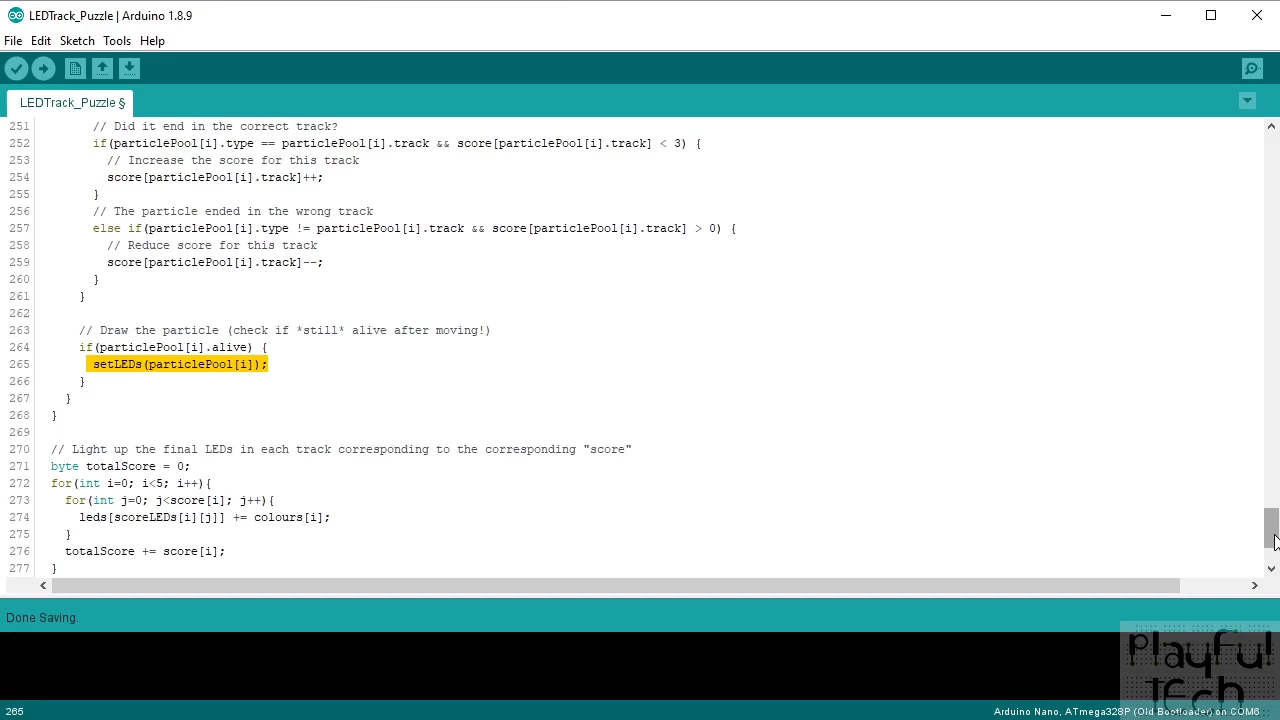 LEDTrack_Puzzle | Arduino 1.8.9
File Edit Sketch Tools Help
LEDTrack_Puzzle §
251 // Did it end in the correct track?
252 if(particlePool[i].type == particlePool[i].track && score[particlePool[i].track] < 3) {
253 // Increase the score for this track
254 score[particlePool[i].track]++;
255 }
256 // The particle ended in the wrong track
257 else if(particlePool[i].type != particlePool[i].track && score[particlePool[i].track] > 0) {
258 // Reduce score for this track
259 score[particlePool[i].track]--;
260 }
261 }
262
263 // Draw the particle (check if *still* alive after moving!)
264 if(particlePool[i].alive) {
265 setLEDs(particlePool[i]);
266 }
267 }
268 }
269
270 // Light up the final LEDs in each track corresponding to the corresponding "score"
271 byte totalScore = 0;
272 for(int i=0; i<5; i++){
273 for(int j=0; j<score[i]; j++){
274 leds[scoreLEDs[i][j]] += colours[i];
275 }
276 totalScore += score[i];
277 }
Done Saving.
Playful
Tech
265 Arduino Nano, ATmega328P (Old Bootloader) on COM6